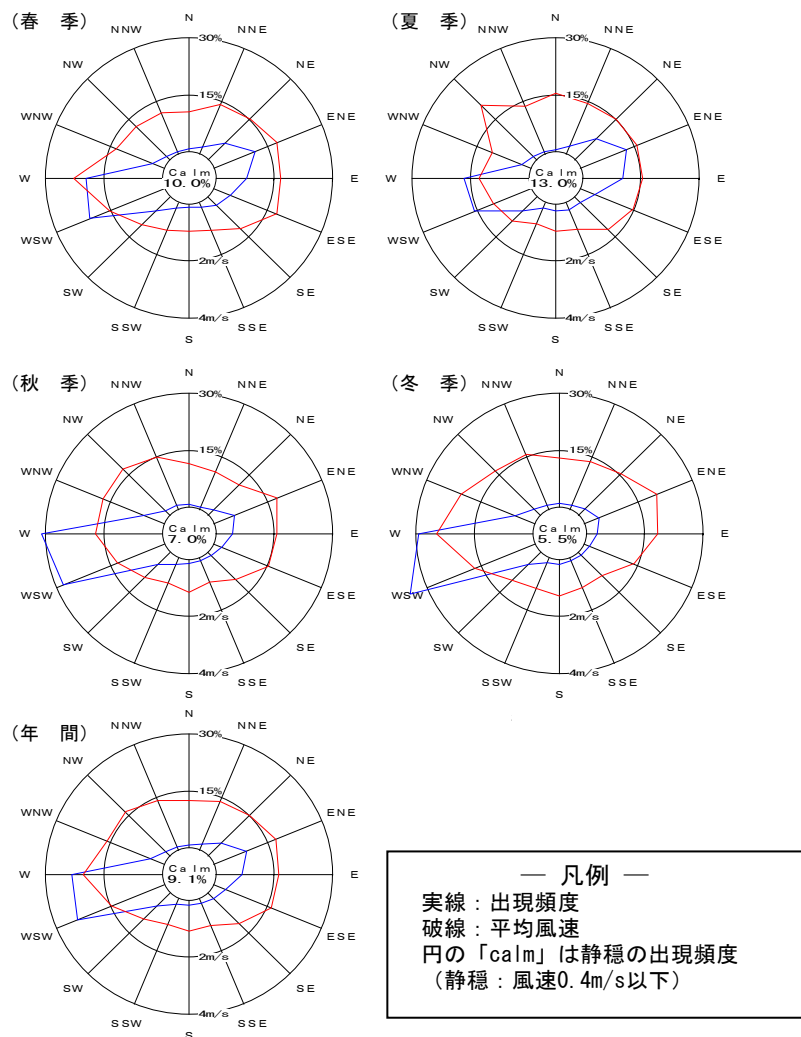 （春　季）
N
NNE
NE
ENE
E
ESE
SE
SSE
S
SSW
SW
WSW
W
WNW
NW
NNW
30%
15%
Calm
10.0%
2m/s
4m/s
（夏　季）
N
NNE
NE
ENE
E
ESE
SE
SSE
S
SSW
SW
WSW
W
WNW
NW
NNW
30%
15%
Calm
13.0%
2m/s
4m/s
（秋　季）
N
NNE
NE
ENE
E
ESE
SE
SSE
S
SSW
SW
WSW
W
WNW
NW
NNW
30%
15%
Calm
7.0%
2m/s
4m/s
（冬　季）
N
NNE
NE
ENE
E
ESE
SE
SSE
S
SSW
SW
WSW
W
WNW
NW
NNW
30%
15%
Calm
5.5%
2m/s
4m/s
（年　間）
N
NNE
NE
ENE
E
ESE
SE
SSE
S
SSW
SW
WSW
W
WNW
NW
NNW
30%
15%
Calm
9.1%
2m/s
4m/s
― 凡例 ―
実線：出現頻度
破線：平均風速
円の「calm」は静穏の出現頻度
（静穏：風速0.4m/s以下）